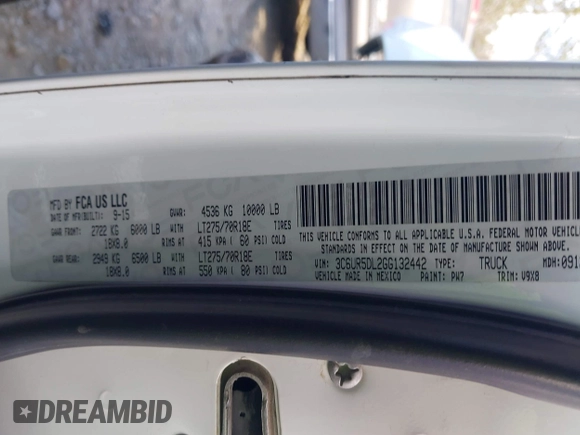 MFD BY FCA US LLC
DATE OF MFR(BUILT): 9-15 GVWR: 4536 KG 10000 LB
GAWR FRONT: 2722 KG 6000 LB WITH LT275/70R18E TIRES
18X8.0 RIMS AT 415 KPA( 60 PSI) COLD
GAWR REAR: 2948 KG 6500 LB WITH LT275/70R18E TIRES
18X8.0 RIMS AT 550 KPA( 80 PSI) COLD
THIS VEHICLE CONFORMS TO ALL APPLICABLE U.S.A. FEDERAL MOTOR VEHICLE
STANDARDS IN EFFECT ON THE DATE OF MANUFACTURE SHOWN ABOVE.
VIN: 3C6UR5DL2GG132442 TYPE: TRUCK MDH:
VEHICLE MADE IN MEXICO PAINT: PW7 TRIM: V9X8
DREAMBID